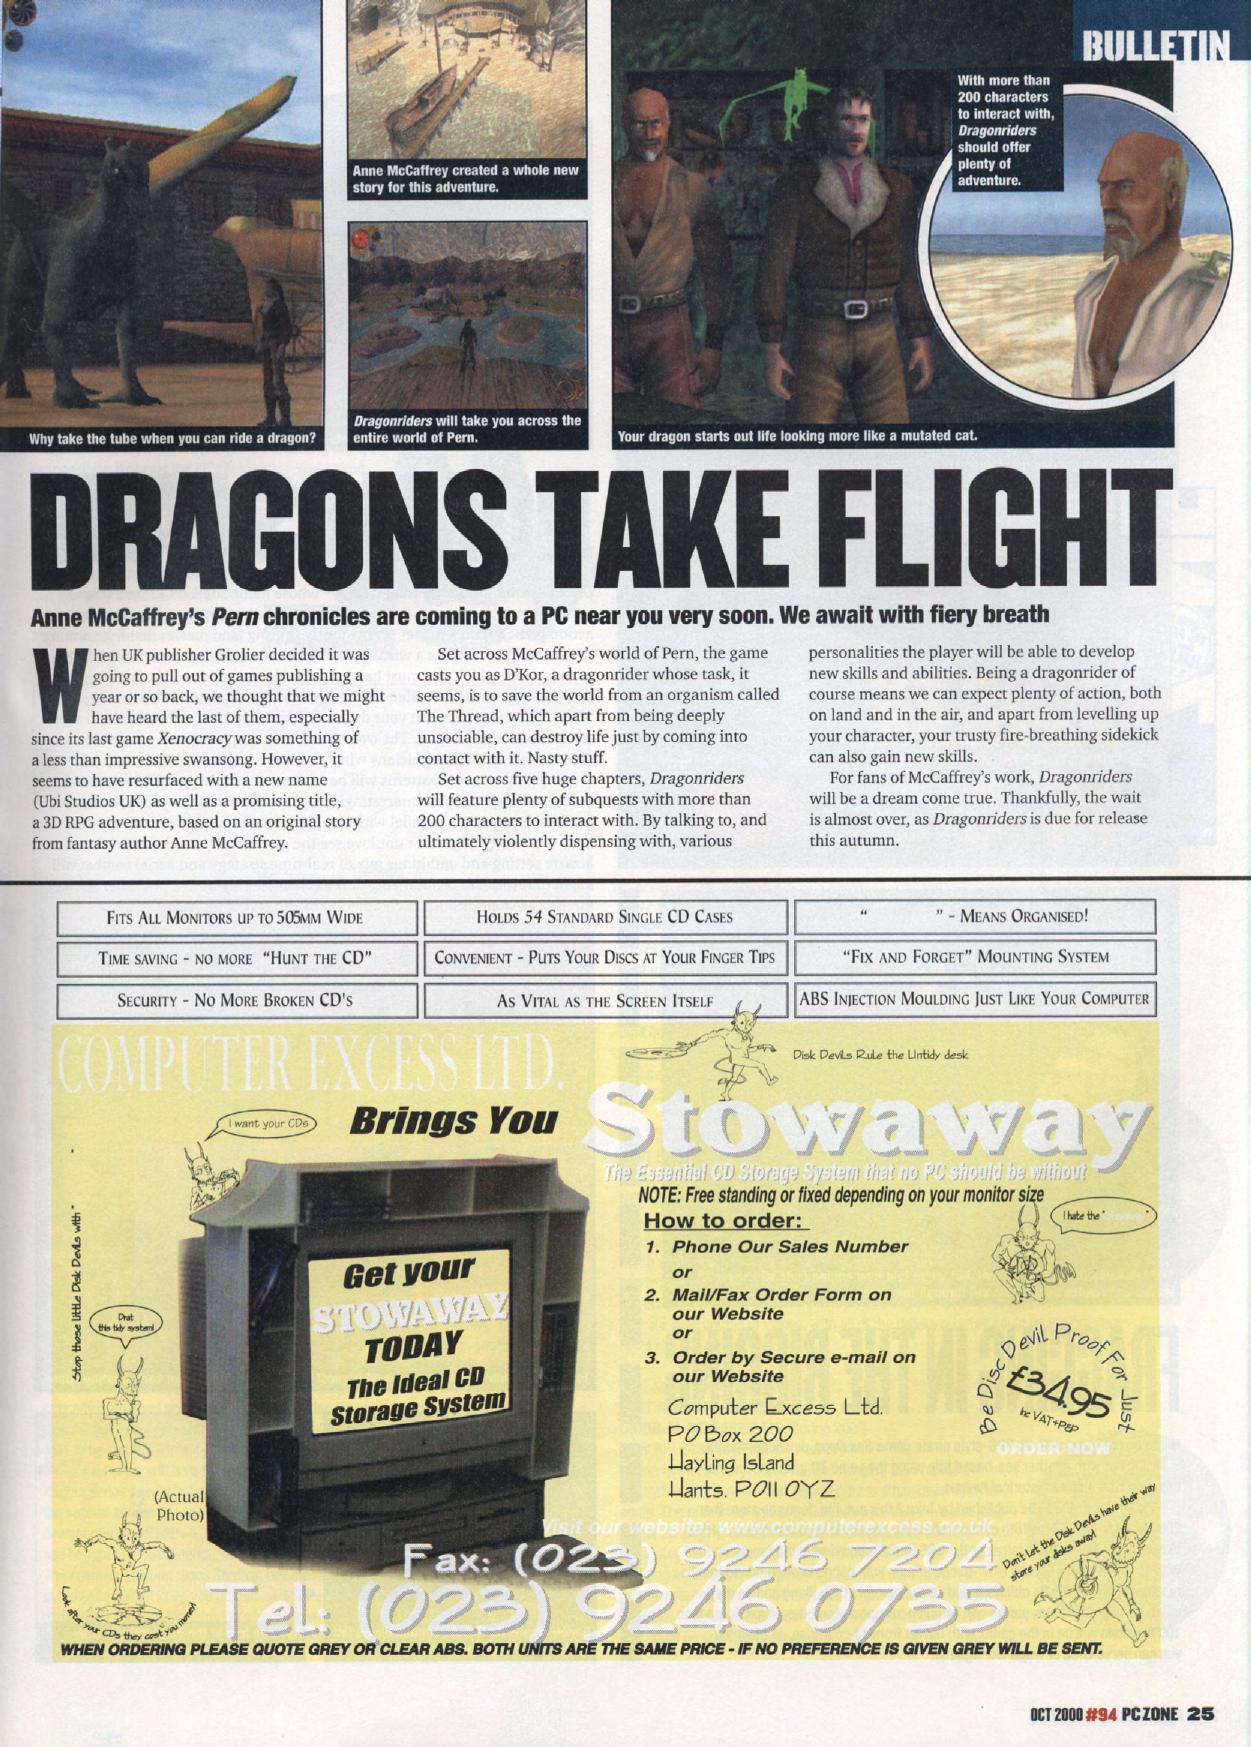 BULLETIN
With more than
200 characters
to interact with,
Dragonriders
should offer
plenty of
adventure.
Anne McCaffrey created a whole new
story for this adventure.
Why take the tube when you can ride a dragon?
Dragonriders will take you across the
entire world of Pern.
Your dragon starts out life looking more like a mutated cat.
DRAGONS TAKE FLIGHT
Anne McCaffrey's Pern chronicles are coming to a PC near you very soon. We await with fiery breath
When UK publisher Grolier decided it was
going to pull out of games publishing a
year or so back, we thought that we might
have heard the last of them, especially
since its last game Xenocracy was something of
a less than impressive swansong. However, it
seems to have resurfaced with a new name
(Ubi Studios UK) as well as a promising title,
a 3D RPG adventure, based on an original story
from fantasy author Anne McCaffrey.
Set across McCaffrey's world of Pern, the game
casts you as D'Kor, a dragonrider whose task, it
seems, is to save the world from an organism called
The Thread, which apart from being deeply
unsociable, can destroy life just by coming into
contact with it. Nasty stuff.
Set across five huge chapters, Dragonriders
will feature plenty of subquests with more than
200 characters to interact with. By talking to, and
ultimately violently dispensing with, various
personalities the player will be able to develop
new skills and abilities. Being a dragonrider of
course means we can expect plenty of action, both
on land and in the air, and apart from levelling up
your character, your trusty fire-breathing sidekick
can also gain new skills.
For fans of McCaffrey's work, Dragonriders
will be a dream come true. Thankfully, the wait
is almost over, as Dragonriders is due for release
this autumn.
FITS ALL MONITORS UP TO 505MM WIDE
HOLDS 54 STANDARD SINGLE CD CASES
" " - MEANS ORGANISED!
TIME SAVING - NO MORE "HUNT THE CD"
CONVENIENT - PUTS YOUR DISCS AT YOUR FINGER TIPS
"FIX AND FORGET" MOUNTING SYSTEM
SECURITY - NO MORE BROKEN CD'S
AS VITAL AS THE SCREEN ITSELF
ABS INJECTION MOULDING JUST LIKE YOUR COMPUTER
COMPUTER EXCESS LTD.
Disk Devils Rule the Untidy desk
Brings You
Stowaway
The Essential CD Storage System that no PC should be without
I want your CDs
NOTE: Free standing or fixed depending on your monitor size
I hate the " "
How to order:
1. Phone Our Sales Number
or
2. Mail/Fax Order Form on
our Website
or
3. Order by Secure e-mail on
our Website
Computer Excess Ltd.
PO Box 200
Hayling Island
Hants. PO11 0YZ
Stop those little Disk Devils with "
Drat
this tidy system!
Get your
STOWAWAY
TODAY
The Ideal CD
Storage System
Be Disc Devil Proof For Just
£34.95
inc VAT+P&P
ORDER NOW
(Actual
Photo)
Visit our website: www.computerexcess.co.uk
Don't let the Disk Devils have their way
store your disks away!
Fax: (023) 9246 7204
Tel: (023) 9246 0735
Look after your CDs they cost you money!
WHEN ORDERING PLEASE QUOTE GREY OR CLEAR ABS. BOTH UNITS ARE THE SAME PRICE - IF NO PREFERENCE IS GIVEN GREY WILL BE SENT.
OCT 2000 #94 PC ZONE 25